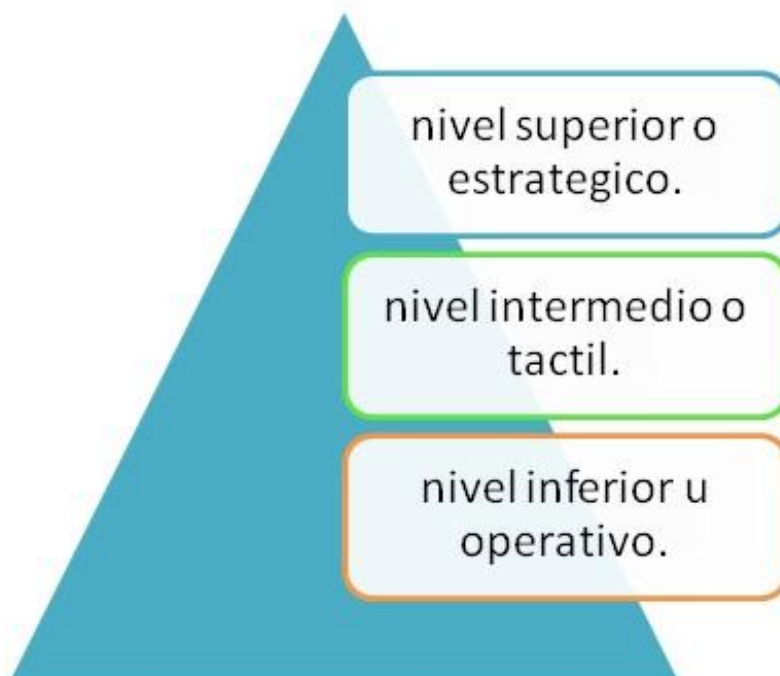 nivel superior o
estrategico.
nivel intermedio o
tactil.
nivel inferior u
operativo.